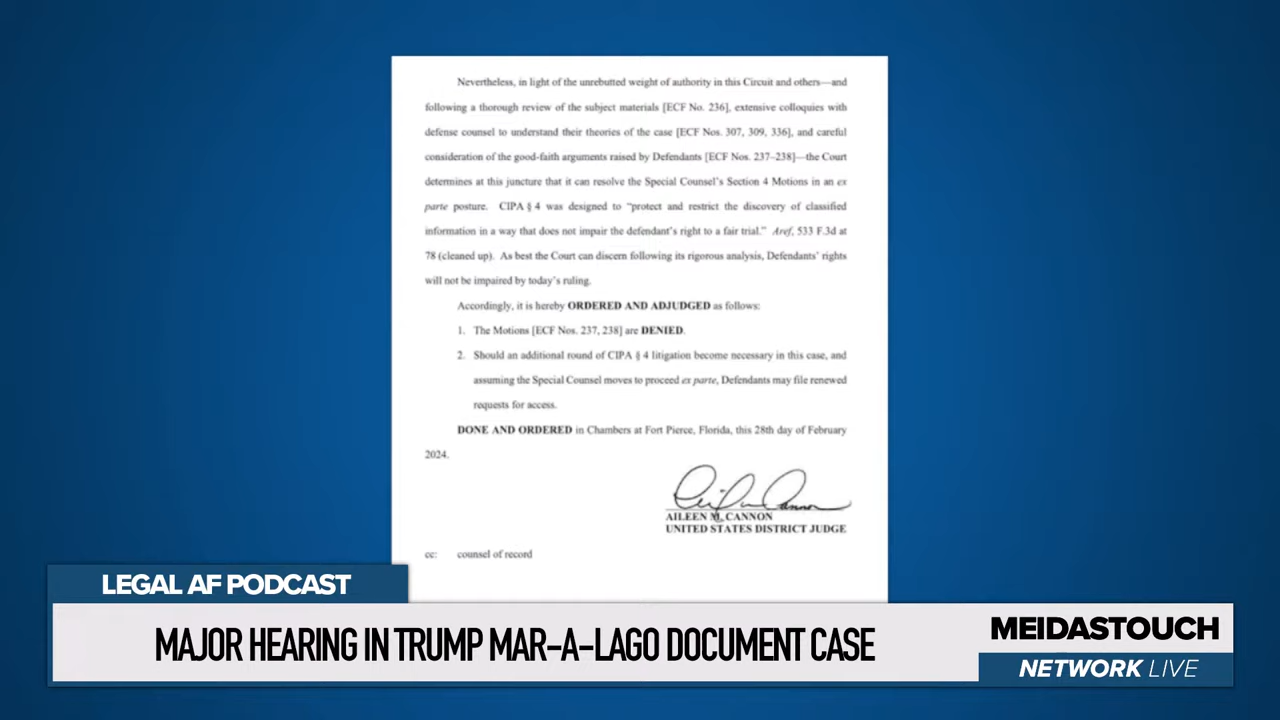 Nevertheless, in light of the unrebutted weight of authority in this Circuit and others—and
following a thorough review of the subject materials [ECF No. 236], extensive colloquies with
defense counsel to understand their theories of the case [ECF Nos. 307, 309, 336], and careful
consideration of the good-faith arguments raised by Defendants [ECF Nos. 237–238]—the Court
determines at this juncture that it can resolve the Special Counsel's Section 4 Motions in an ex
parte posture. CIPA § 4 was designed to “protect and restrict the discovery of classified
information in a way that does not impair the defendant's right to a fair trial.” Aref, 533 F.3d at
78 (cleaned up). As best the Court can discern following its rigorous analysis, Defendants' rights
will not be impaired by today's ruling.
Accordingly, it is hereby ORDERED AND ADJUDGED as follows:
1. The Motions [ECF Nos. 237, 238] are DENIED.
2. Should an additional round of CIPA § 4 litigation become necessary in this case, and
assuming the Special Counsel moves to proceed ex parte, Defendants may file renewed
requests for access.
DONE AND ORDERED in Chambers at Fort Pierce, Florida, this 28th day of February
2024.
AILEEN M. CANNON
UNITED STATES DISTRICT JUDGE
cc: counsel of record
LEGAL AF PODCAST
MAJOR HEARING IN TRUMP MAR-A-LAGO DOCUMENT CASE
MEIDASTOUCH
NETWORK LIVE